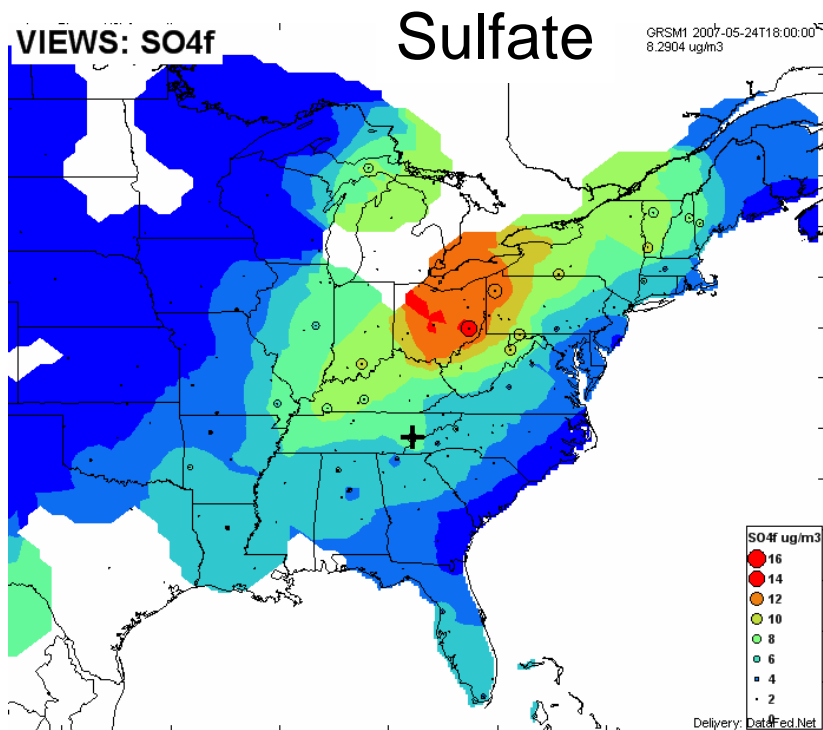 VIEWS: SO4f
Sulfate
GRSM1 2007-05-24T18:00:00
8.2904 ug/m3
SO4f ug/m3
16
14
12
10
8
6
4
2
0
Delivery: DataFed.Net